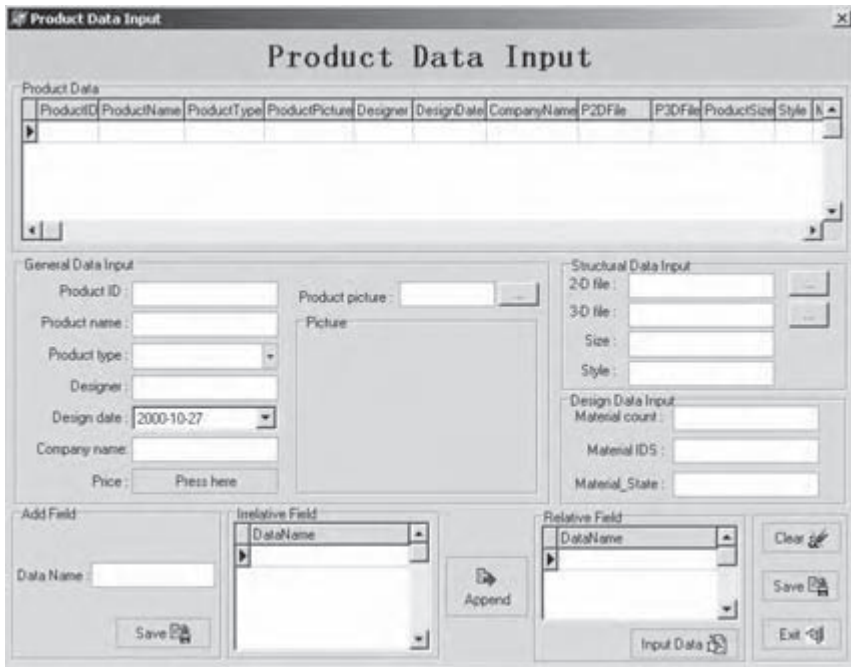 Product Data Input
Product Data Input
Product Data
ProductID ProductName ProductType ProductPicture Designer DesignDate CompanyName P2DFile P3DFile ProductSize Style
General Data Input
Product ID :
Product name :
Product type :
Designer :
Design date : 2000-10-27
Company name:
Price : Press here
Product picture : ...
Picture
Structural Data Input
2-D file : ...
3-D file : ...
Size :
Style :
Design Data Input
Material count :
Material IDS :
Material_State :
Add Field
Data Name :
Save
Irrelative Field
DataName
Append
Relative Field
DataName
Input Data
Clear
Save
Exit